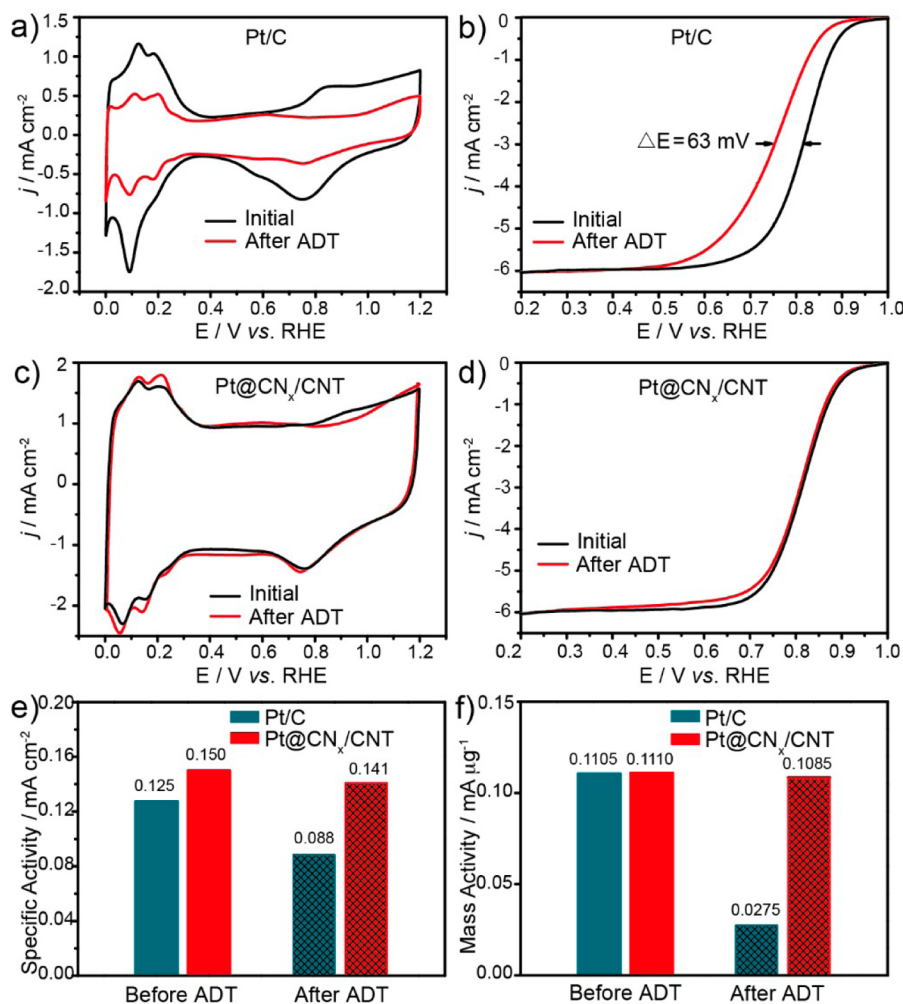 a)
Pt/C
1.5
1.0
0.5
0.0
-0.5
-1.0
-1.5
-2.0
j / mA cm⁻²
Initial
After ADT
0.0 0.2 0.4 0.6 0.8 1.0 1.2
E / V vs. RHE
b)
Pt/C
0
-1
-2
-3
-4
-5
-6
j / mA cm⁻²
△E=63 mV
Initial
After ADT
0.2 0.3 0.4 0.5 0.6 0.7 0.8 0.9 1.0
E / V vs. RHE
c)
Pt@CNₓ/CNT
2
1
0
-1
-2
j / mA cm⁻²
Initial
After ADT
0.0 0.2 0.4 0.6 0.8 1.0 1.2
E / V vs. RHE
d)
Pt@CNₓ/CNT
0
-1
-2
-3
-4
-5
-6
j / mA cm⁻²
Initial
After ADT
0.2 0.3 0.4 0.5 0.6 0.7 0.8 0.9 1.0
E / V vs. RHE
e)
Pt/C
Pt@CNₓ/CNT
0.20
0.16
0.12
0.08
0.04
0.00
Specific Activity / mA cm⁻²
0.125
0.150
0.088
0.141
Before ADT After ADT
f)
Pt/C
Pt@CNₓ/CNT
0.15
0.10
0.05
0.00
Mass Activity / mA μg⁻¹
0.1105 0.1110
0.0275
0.1085
Before ADT After ADT